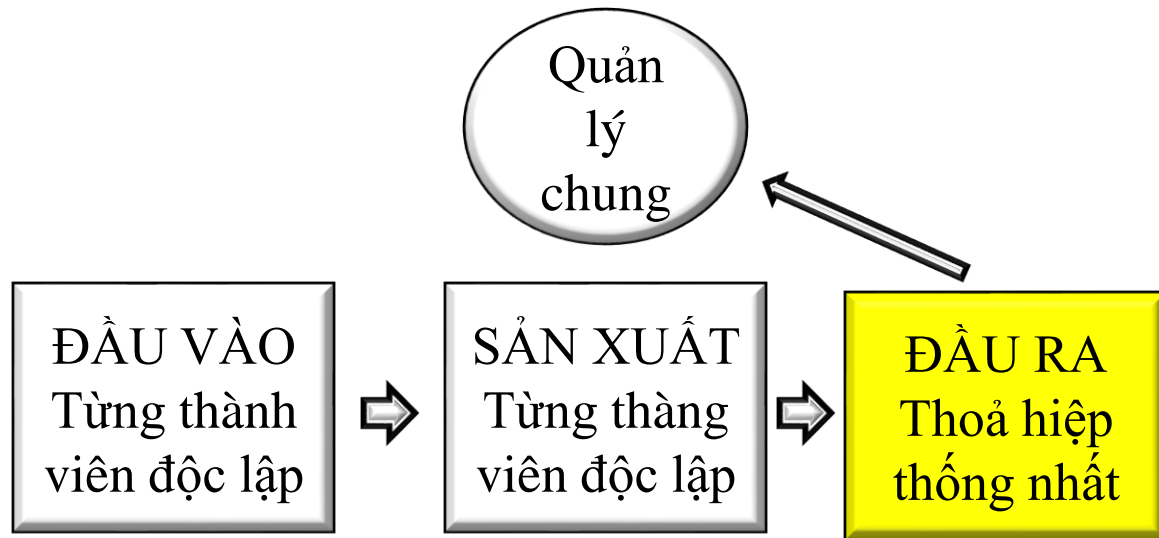 Quản
lý
chung
ĐẦU VÀO
Từng thành
viên độc lập
SẢN XUẤT
Từng thàng
viên độc lập
ĐẦU RA
Thoả hiệp
thống nhất